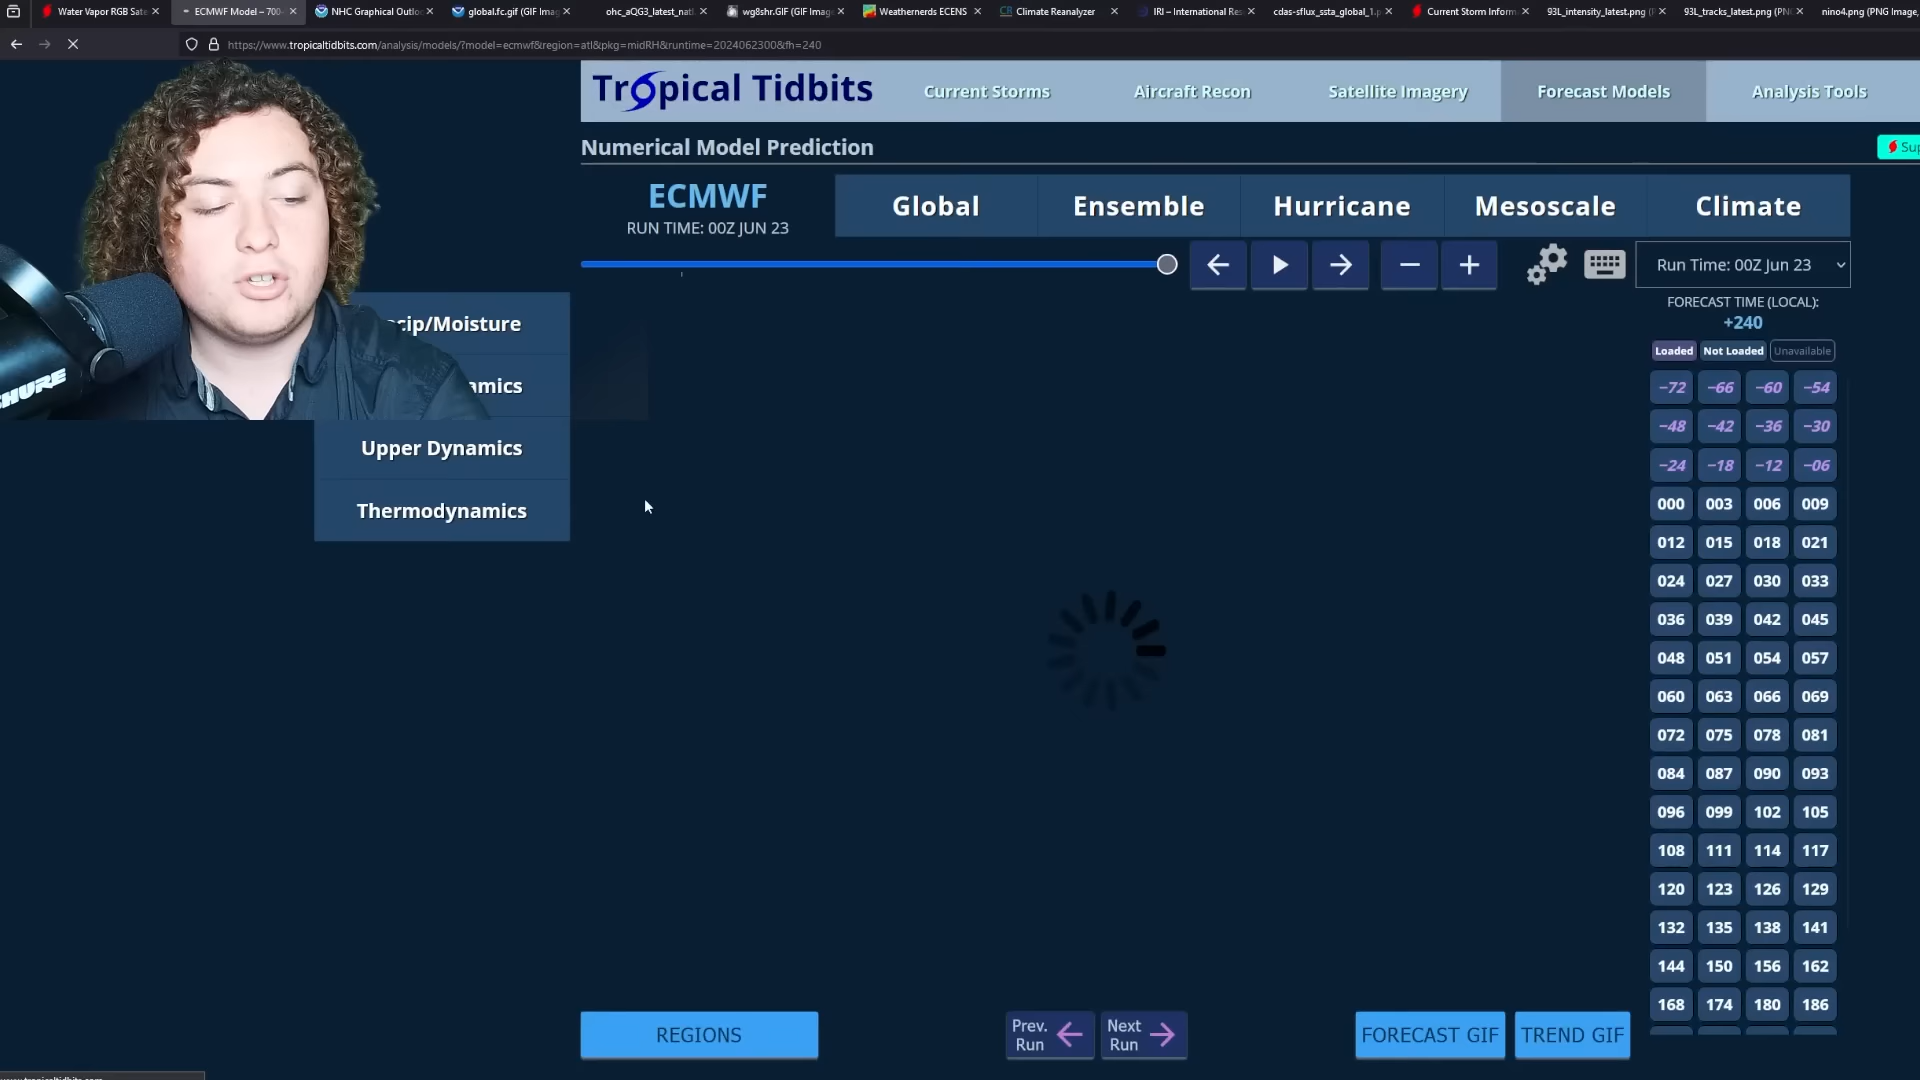 Water Vapor RGB Sate
ECMWF Model – 700
NHC Graphical Outlo
global.fc.gif (GIF Imag
ohc_aQG3_latest_natl
wg8shr.GIF (GIF Imag
Weathernerds ECENS
Climate Reanalyzer
IRI – International Res
cdas-sflux_ssta_global_1.p
Current Storm Inform
93L_intensity_latest.png (P
93L_tracks_latest.png (PN
nino4.png (PNG Image,
https://www.tropicaltidbits.com/analysis/models/?model=ecmwf&region=atl&pkg=midRH&runtime=2024062300&fh=240
Tropical Tidbits
Current Storms
Aircraft Recon
Satellite Imagery
Forecast Models
Analysis Tools
Numerical Model Prediction
Sup
ECMWF
RUN TIME: 00Z JUN 23
Global
Ensemble
Hurricane
Mesoscale
Climate
Run Time: 00Z Jun 23
FORECAST TIME (LOCAL):
+240
Loaded Not Loaded Unavailable
cip/Moisture
amics
Upper Dynamics
Thermodynamics
SHURE
−72 −66 −60 −54
−48 −42 −36 −30
−24 −18 −12 −06
000 003 006 009
012 015 018 021
024 027 030 033
036 039 042 045
048 051 054 057
060 063 066 069
072 075 078 081
084 087 090 093
096 099 102 105
108 111 114 117
120 123 126 129
132 135 138 141
144 150 156 162
168 174 180 186
REGIONS
Prev. Run
Next Run
FORECAST GIF
TREND GIF